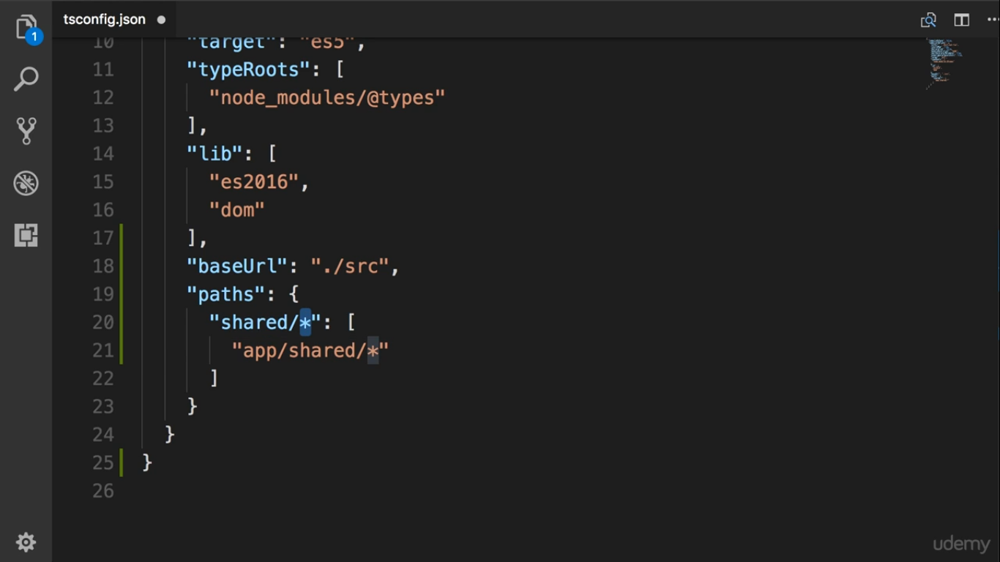 tsconfig.json
1
10 "target": "es5",
11 "typeRoots": [
12 "node_modules/@types"
13 ],
14 "lib": [
15 "es2016",
16 "dom"
17 ],
18 "baseUrl": "./src",
19 "paths": {
20 "shared/*": [
21 "app/shared/*"
22 ]
23 }
24 }
25 }
26
udemy